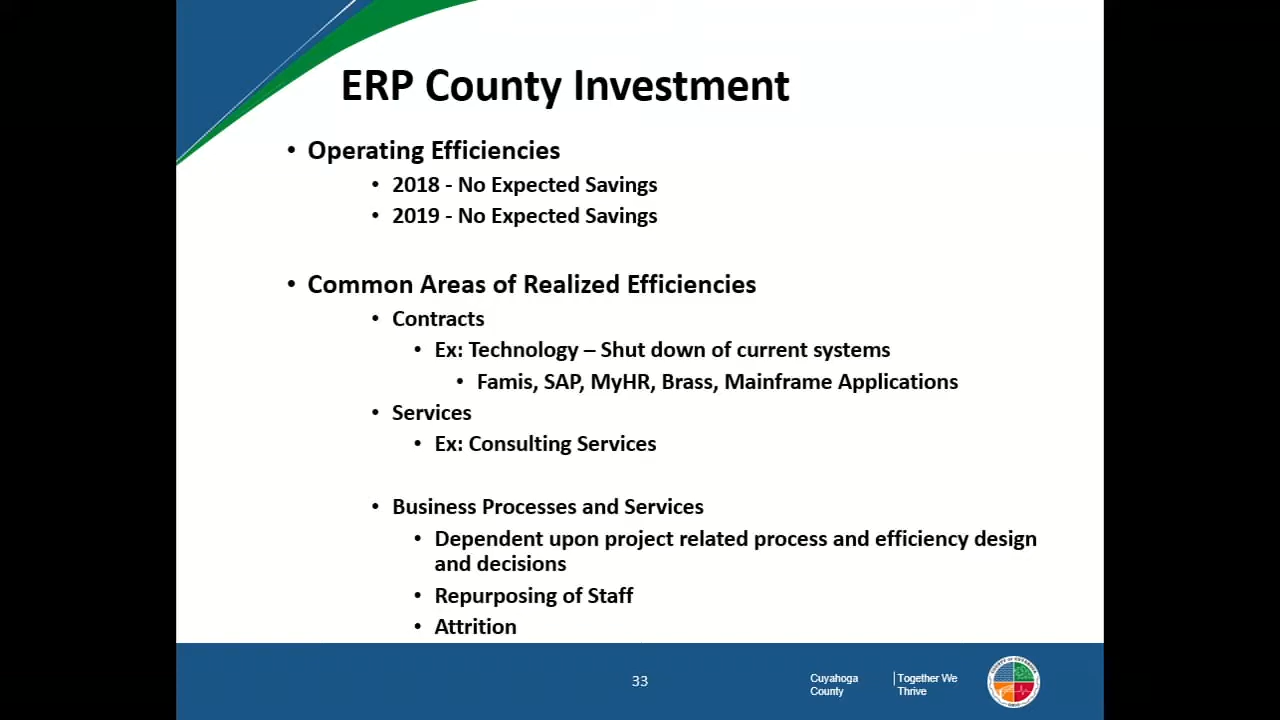 ERP County Investment
• Operating Efficiencies
• 2018 - No Expected Savings
• 2019 - No Expected Savings
• Common Areas of Realized Efficiencies
• Contracts
• Ex: Technology – Shut down of current systems
• Famis, SAP, MyHR, Brass, Mainframe Applications
• Services
• Ex: Consulting Services
• Business Processes and Services
• Dependent upon project related process and efficiency design
and decisions
• Repurposing of Staff
• Attrition
33
Cuyahoga
County
Together We
Thrive